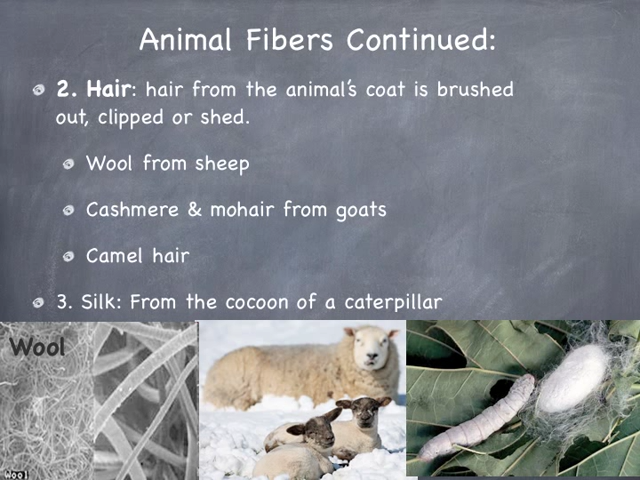 Animal Fibers Continued:
2. Hair: hair from the animal's coat is brushed
out, clipped or shed.
Wool from sheep
Cashmere & mohair from goats
Camel hair
3. Silk: From the cocoon of a caterpillar
Wool
Wool